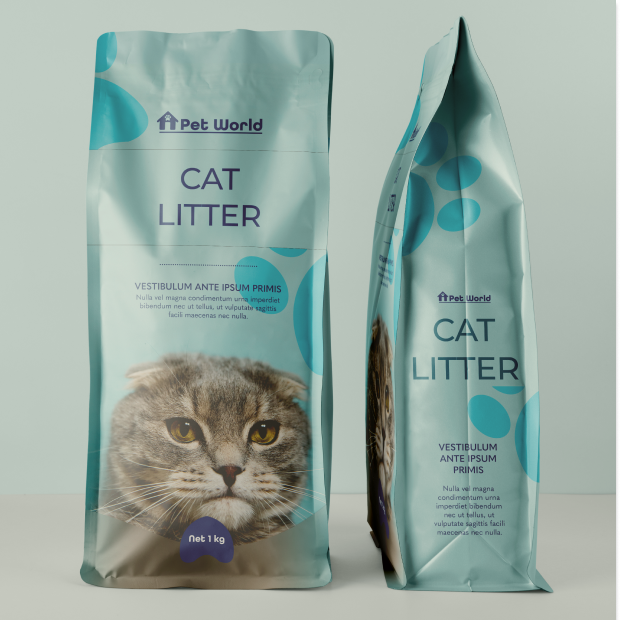 Pet World
CAT
LITTER
VESTIBULUM ANTE IPSUM PRIMIS
Nulla vel magna condimentum urna imperdiet
bibendum nec ut tellus, ut vulputate sagittis
facili maecenas nec nulla.
Net 1 kg
Pet World
CAT
LITTER
VESTIBULUM
ANTE IPSUM
PRIMIS
Nulla vel magna
condimentum urna
imperdiet bibendum
nec ut tellus, ut
vulputate sagittis facili
maecenas nec nulla.